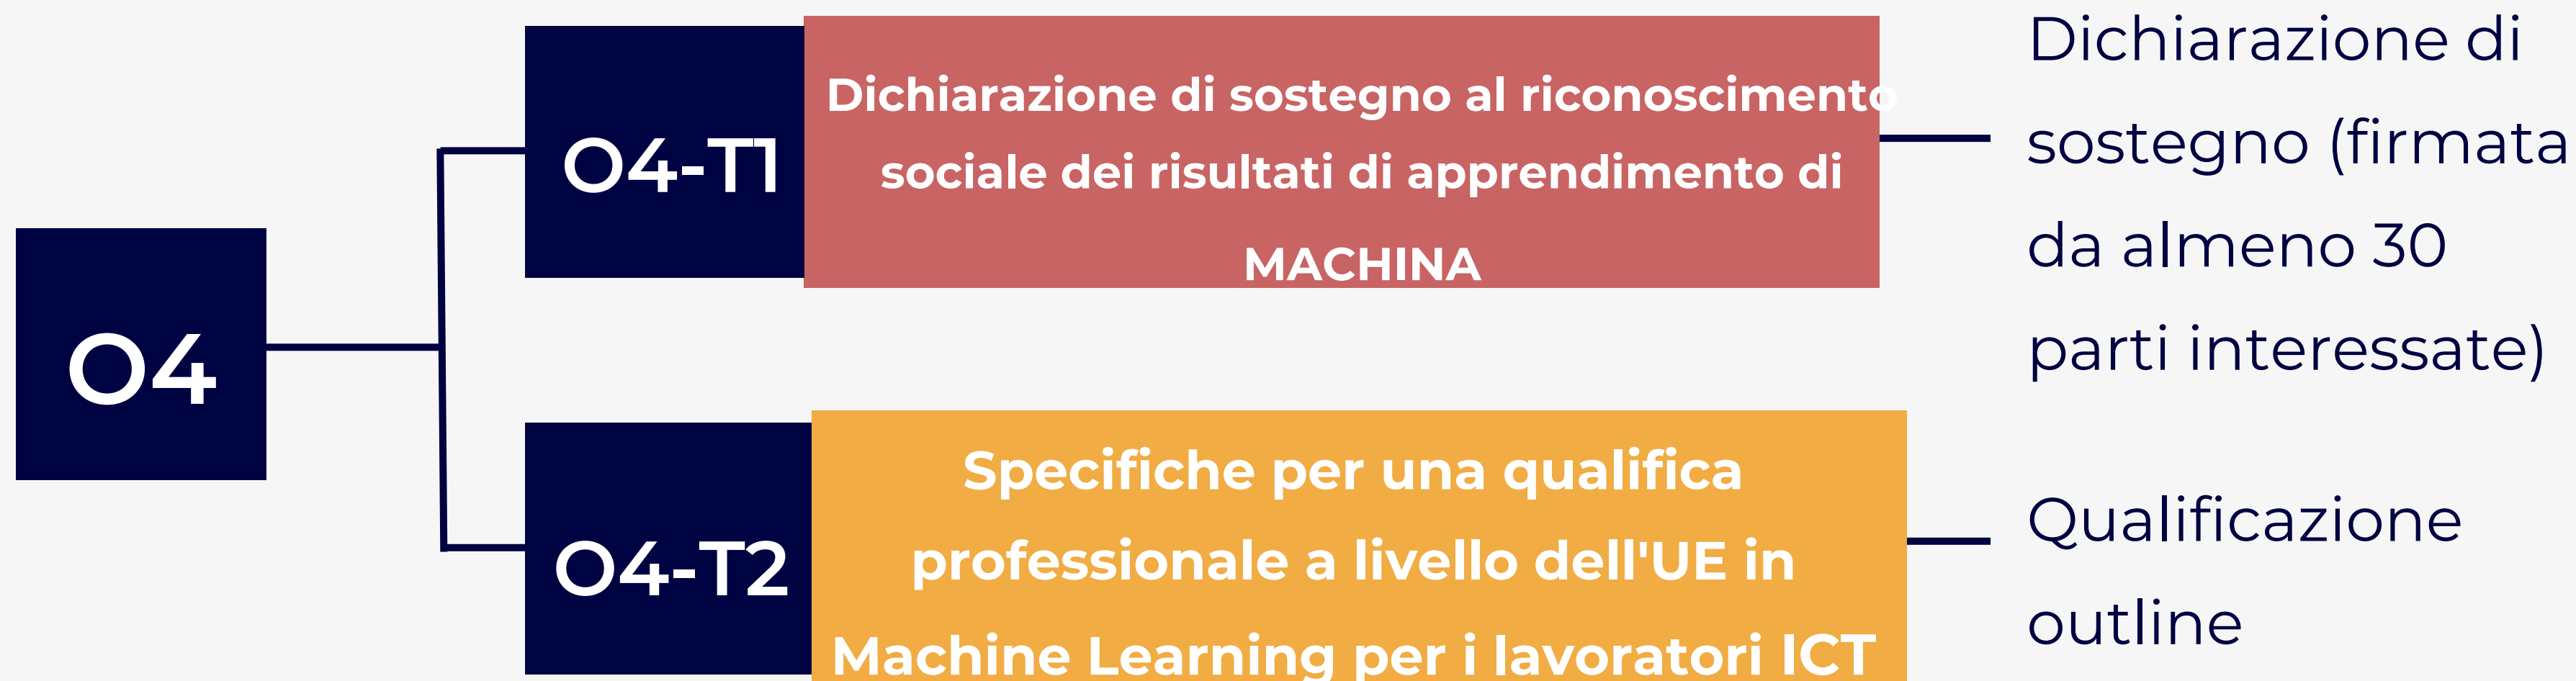 O4
O4-T1
Dichiarazione di sostegno al riconoscimento
sociale dei risultati di apprendimento di
MACHINA
Dichiarazione di
sostegno (firmata
da almeno 30
parti interessate)
O4-T2
Specifiche per una qualifica
professionale a livello dell'UE in
Machine Learning per i lavoratori ICT
Qualificazione
outline